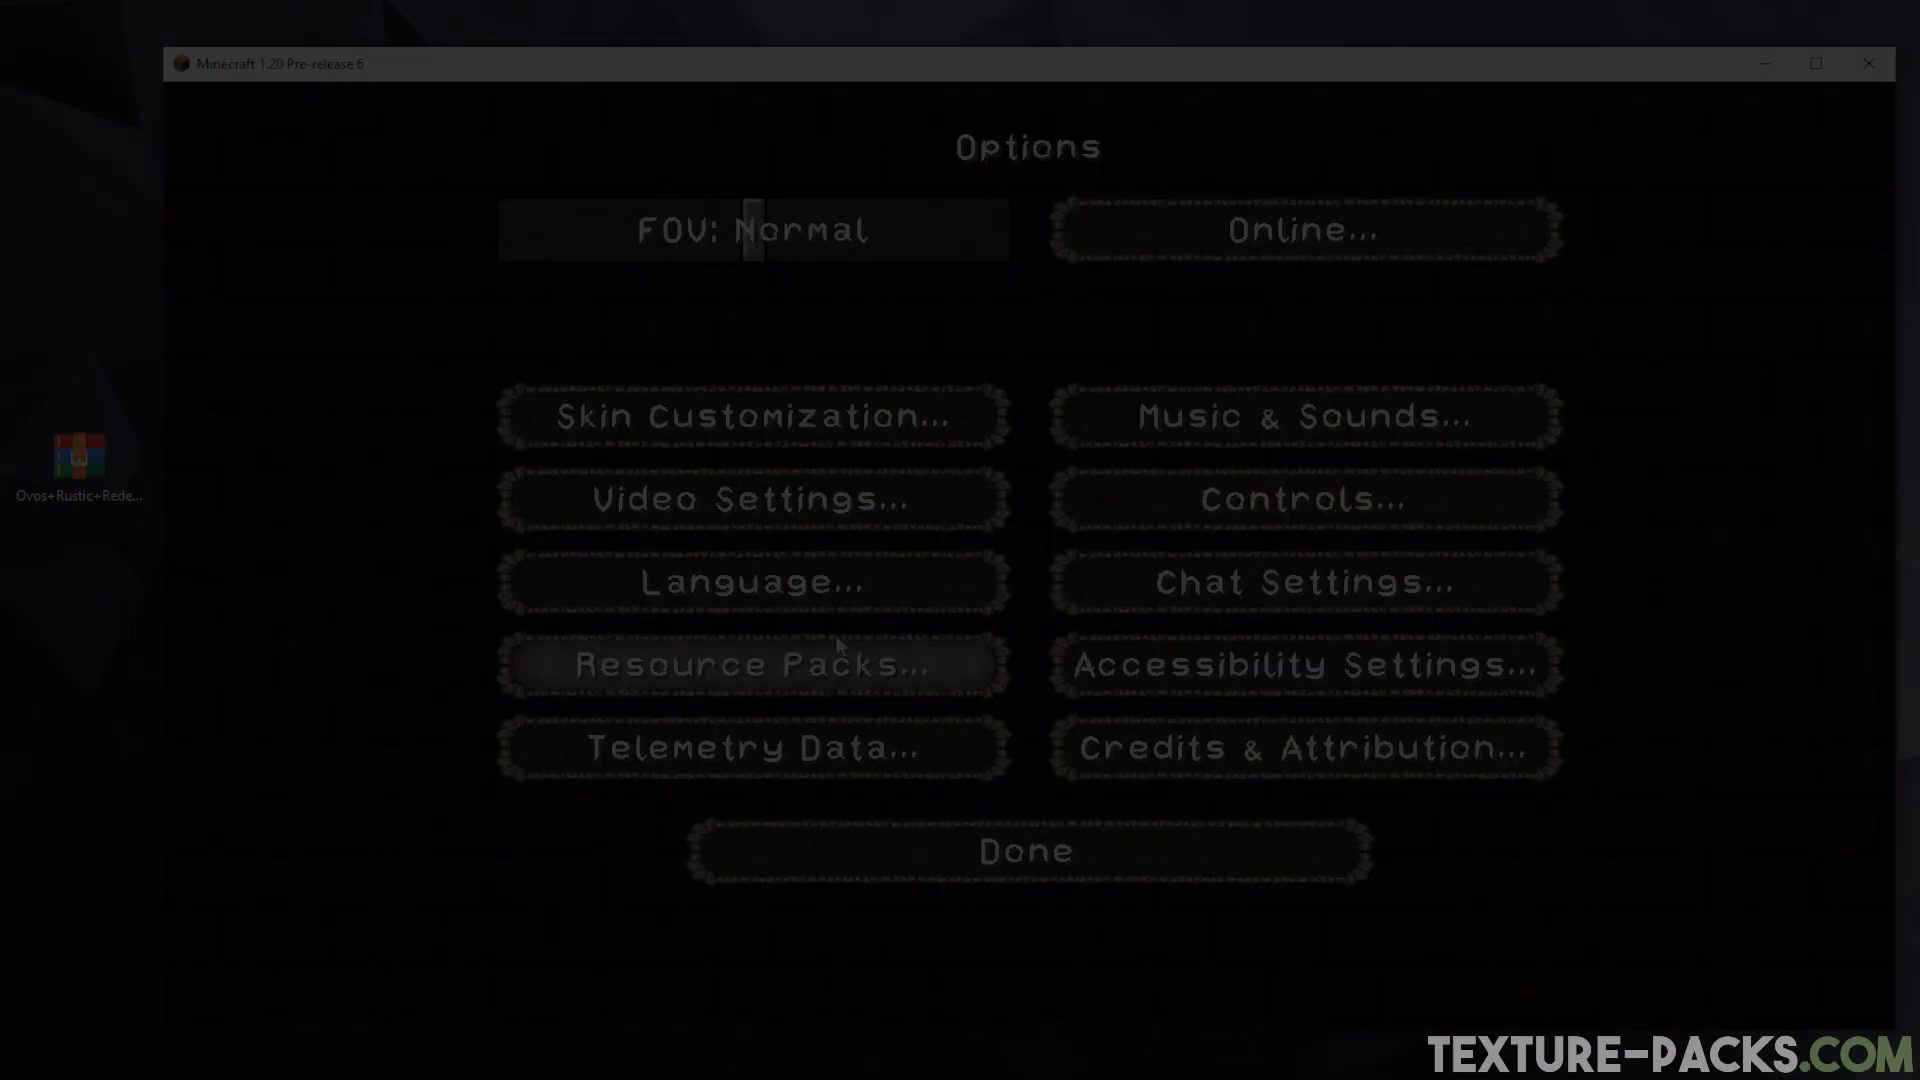 Minecraft 1.20 Pre-release 6
Options
FOV: Normal
Online...
Skin Customization...
Music & Sounds...
Video Settings...
Controls...
Ovos+Rustic+Rede...
Language...
Chat Settings...
Resource Packs...
Accessibility Settings...
Telemetry Data...
Credits & Attribution...
Done
TEXTURE-PACKS.COM